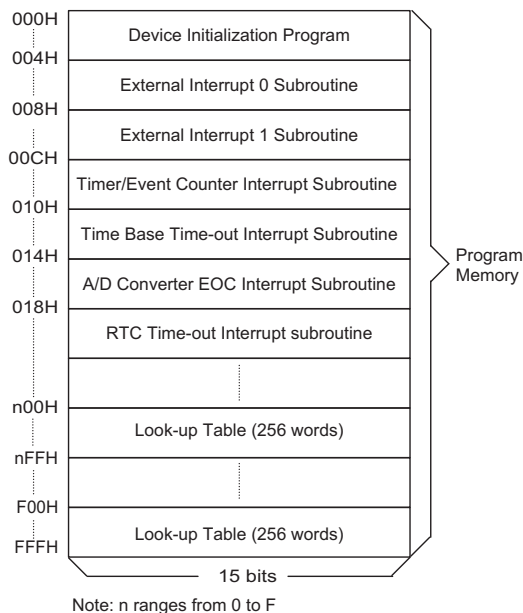 000H
Device Initialization Program
004H
External Interrupt 0 Subroutine
008H
External Interrupt 1 Subroutine
00CH
Timer/Event Counter Interrupt Subroutine
010H
Time Base Time-out Interrupt Subroutine
014H
A/D Converter EOC Interrupt Subroutine
018H
RTC Time-out Interrupt subroutine
Program
Memory
n00H
Look-up Table (256 words)
nFFH
F00H
Look-up Table (256 words)
FFFH
15 bits
Note: n ranges from 0 to F